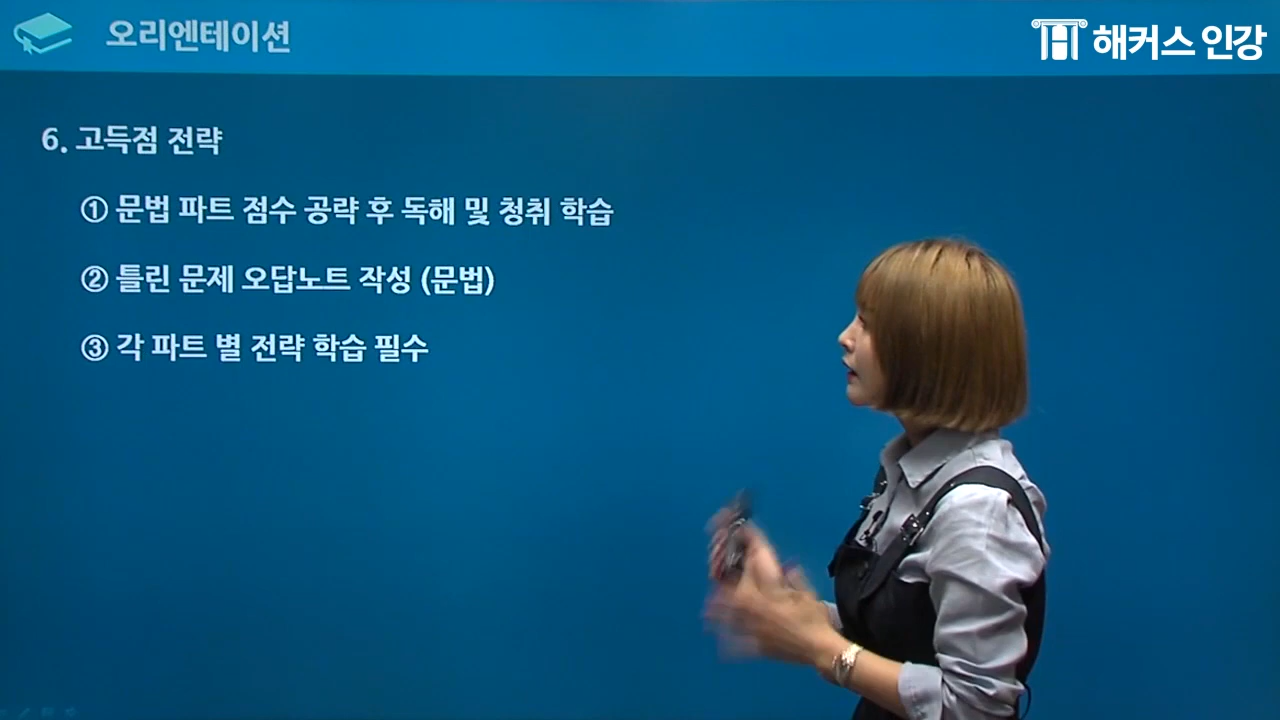 오리엔테이션
해커스 인강
6. 고득점 전략
① 문법 파트 점수 공략 후 독해 및 청취 학습
② 틀린 문제 오답노트 작성 (문법)
③ 각 파트 별 전략 학습 필수